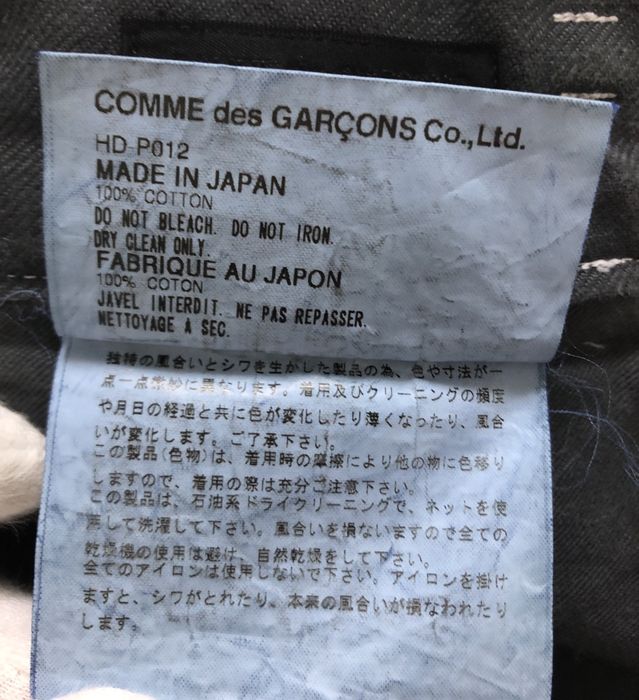 COMME des GARÇONS Co.,Ltd.
HD-P012
MADE IN JAPAN
100% COTTON
DO NOT BLEACH. DO NOT IRON.
DRY CLEAN ONLY.
FABRIQUE AU JAPON
100% COTON
JAVEL INTERDIT. NE PAS REPASSER.
NETTOYAGE A SEC.
独特の風合いとシワを生かした製品の為、色や寸法が一
点一点微妙に異なります。着用及びクリーニングの頻度
や月日の経過と共に色が変化したり薄くなったり、風合
いが変化します。ご了承下さい。
この製品(色物)は、着用時の摩擦により他の物に色移り
しますので、着用の際は充分ご注意下さい。
この製品は、石油系ドライクリーニングで、ネットを使
用して洗濯して下さい。風合いを損ないますので全ての
乾燥機の使用は避け、自然乾燥をして下さい。
全てのアイロンは使用しないで下さい。アイロンを掛け
ますと、シワがとれたり、本来の風合いが損なわれたり
します。